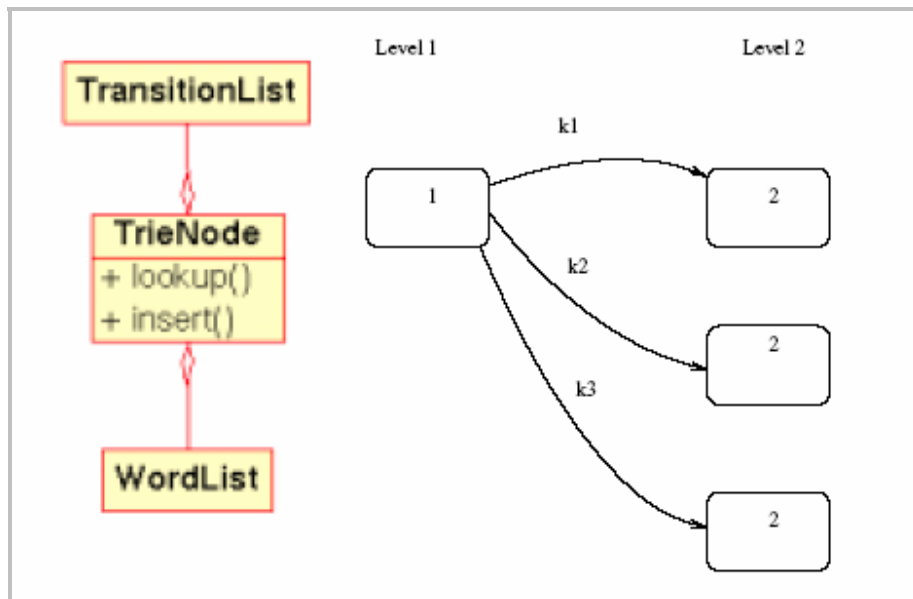 TransitionList
TrieNode
+ lookup()
+ insert()
WordList
Level 1
Level 2
k1
1
2
k2
2
k3
2